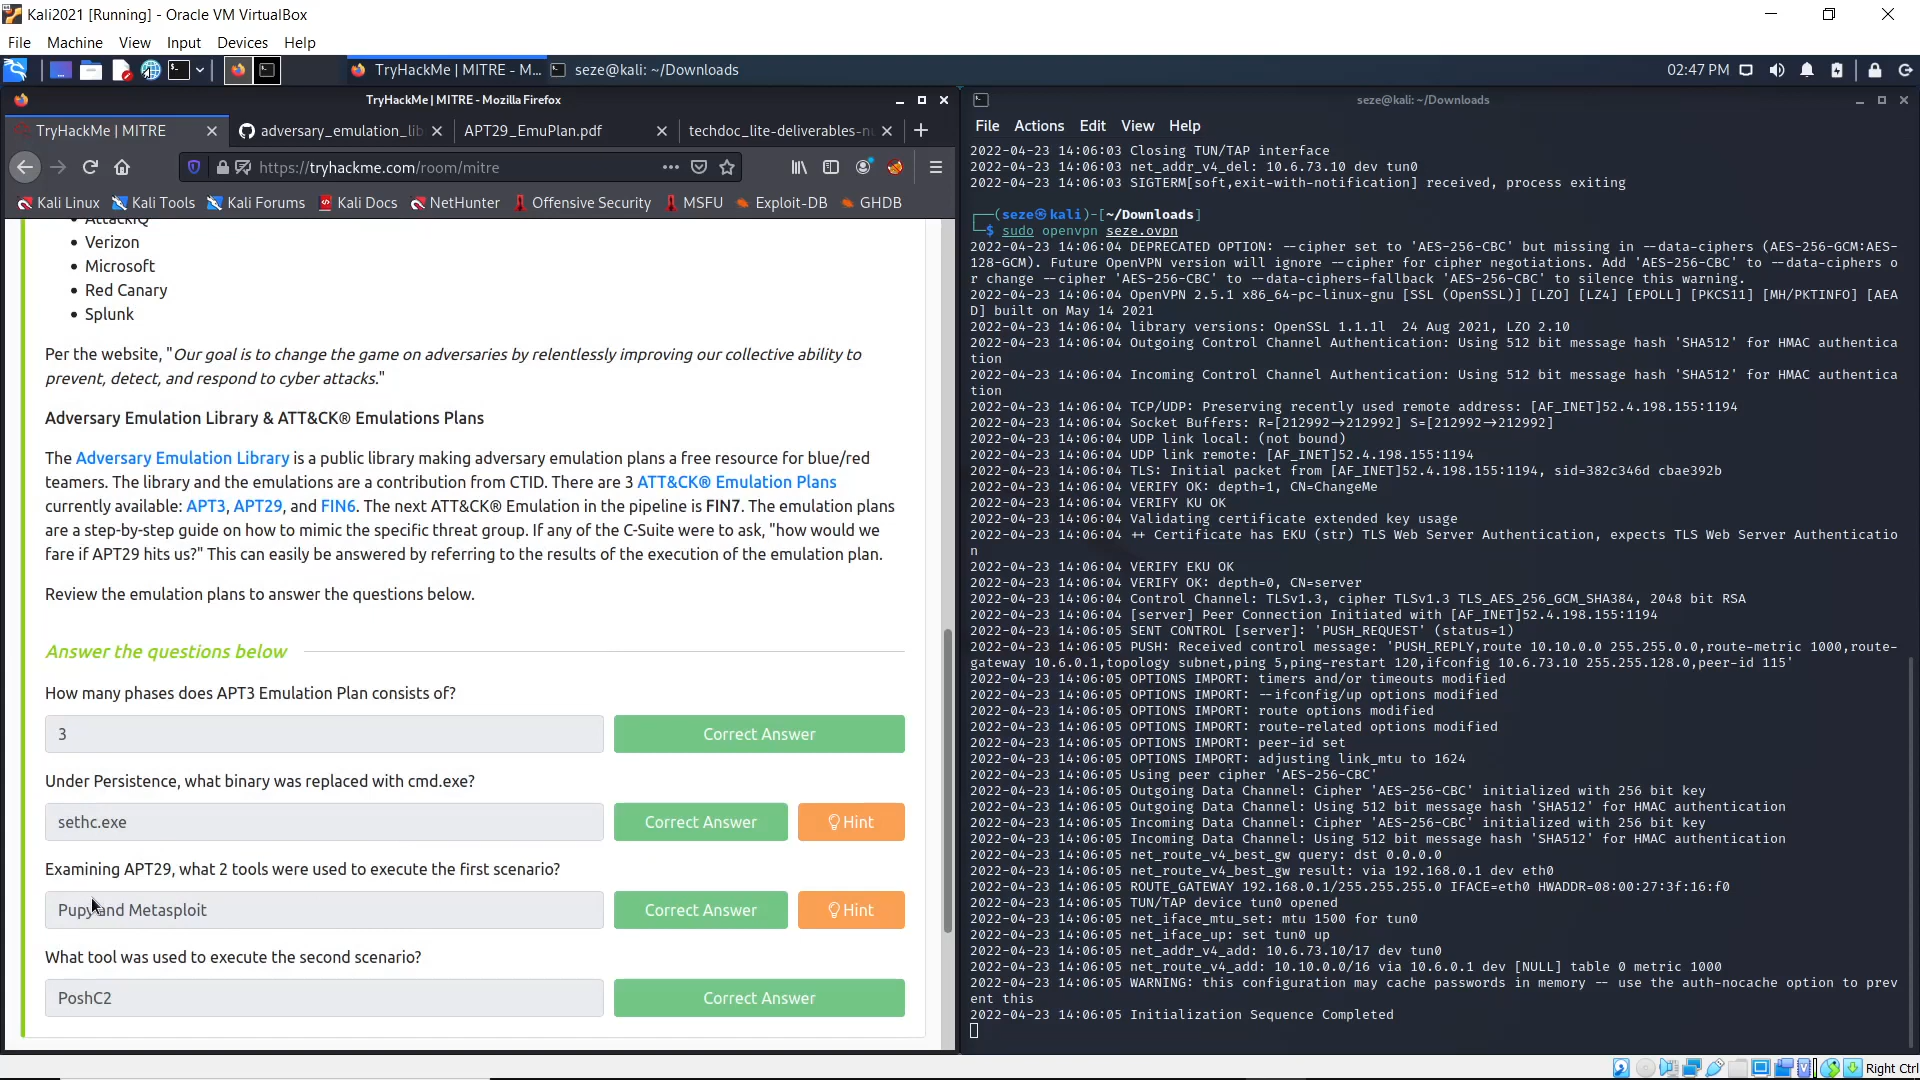 Kali2021 [Running] - Oracle VM VirtualBox
File Machine View Input Devices Help
TryHackMe | MITRE - M... seze@kali: ~/Downloads 02:47 PM
TryHackMe | MITRE - Mozilla Firefox
TryHackMe | MITRE adversary_emulation_lib APT29_EmuPlan.pdf techdoc_lite-deliverables-nu
https://tryhackme.com/room/mitre
Kali Linux Kali Tools Kali Forums Kali Docs NetHunter Offensive Security MSFU Exploit-DB GHDB
AttackIQ
Verizon
Microsoft
Red Canary
Splunk
Per the website, "Our goal is to change the game on adversaries by relentlessly improving our collective ability to
prevent, detect, and respond to cyber attacks."
Adversary Emulation Library & ATT&CK® Emulations Plans
The Adversary Emulation Library is a public library making adversary emulation plans a free resource for blue/red
teamers. The library and the emulations are a contribution from CTID. There are 3 ATT&CK® Emulation Plans
currently available: APT3, APT29, and FIN6. The next ATT&CK® Emulation in the pipeline is FIN7. The emulation plans
are a step-by-step guide on how to mimic the specific threat group. If any of the C-Suite were to ask, "how would we
fare if APT29 hits us?" This can easily be answered by referring to the results of the execution of the emulation plan.
Review the emulation plans to answer the questions below.
Answer the questions below
How many phases does APT3 Emulation Plan consists of?
3 Correct Answer
Under Persistence, what binary was replaced with cmd.exe?
sethc.exe Correct Answer Hint
Examining APT29, what 2 tools were used to execute the first scenario?
Pupy and Metasploit Correct Answer Hint
What tool was used to execute the second scenario?
PoshC2 Correct Answer
seze@kali: ~/Downloads
File Actions Edit View Help
2022-04-23 14:06:03 Closing TUN/TAP interface
2022-04-23 14:06:03 net_addr_v4_del: 10.6.73.10 dev tun0
2022-04-23 14:06:03 SIGTERM[soft,exit-with-notification] received, process exiting
┌──(seze㉿kali)-[~/Downloads]
└─$ sudo openvpn seze.ovpn
2022-04-23 14:06:04 DEPRECATED OPTION: --cipher set to 'AES-256-CBC' but missing in --data-ciphers (AES-256-GCM:AES-
128-GCM). Future OpenVPN version will ignore --cipher for cipher negotiations. Add 'AES-256-CBC' to --data-ciphers o
r change --cipher 'AES-256-CBC' to --data-ciphers-fallback 'AES-256-CBC' to silence this warning.
2022-04-23 14:06:04 OpenVPN 2.5.1 x86_64-pc-linux-gnu [SSL (OpenSSL)] [LZO] [LZ4] [EPOLL] [PKCS11] [MH/PKTINFO] [AEA
D] built on May 14 2021
2022-04-23 14:06:04 library versions: OpenSSL 1.1.1l  24 Aug 2021, LZO 2.10
2022-04-23 14:06:04 Outgoing Control Channel Authentication: Using 512 bit message hash 'SHA512' for HMAC authentica
tion
2022-04-23 14:06:04 Incoming Control Channel Authentication: Using 512 bit message hash 'SHA512' for HMAC authentica
tion
2022-04-23 14:06:04 TCP/UDP: Preserving recently used remote address: [AF_INET]52.4.198.155:1194
2022-04-23 14:06:04 Socket Buffers: R=[212992->212992] S=[212992->212992]
2022-04-23 14:06:04 UDP link local: (not bound)
2022-04-23 14:06:04 UDP link remote: [AF_INET]52.4.198.155:1194
2022-04-23 14:06:04 TLS: Initial packet from [AF_INET]52.4.198.155:1194, sid=382c346d cbae392b
2022-04-23 14:06:04 VERIFY OK: depth=1, CN=ChangeMe
2022-04-23 14:06:04 VERIFY KU OK
2022-04-23 14:06:04 Validating certificate extended key usage
2022-04-23 14:06:04 ++ Certificate has EKU (str) TLS Web Server Authentication, expects TLS Web Server Authenticatio
n
2022-04-23 14:06:04 VERIFY EKU OK
2022-04-23 14:06:04 VERIFY OK: depth=0, CN=server
2022-04-23 14:06:04 Control Channel: TLSv1.3, cipher TLSv1.3 TLS_AES_256_GCM_SHA384, 2048 bit RSA
2022-04-23 14:06:04 [server] Peer Connection Initiated with [AF_INET]52.4.198.155:1194
2022-04-23 14:06:05 SENT CONTROL [server]: 'PUSH_REQUEST' (status=1)
2022-04-23 14:06:05 PUSH: Received control message: 'PUSH_REPLY,route 10.10.0.0 255.255.0.0,route-metric 1000,route-
gateway 10.6.0.1,topology subnet,ping 5,ping-restart 120,ifconfig 10.6.73.10 255.255.128.0,peer-id 115'
2022-04-23 14:06:05 OPTIONS IMPORT: timers and/or timeouts modified
2022-04-23 14:06:05 OPTIONS IMPORT: --ifconfig/up options modified
2022-04-23 14:06:05 OPTIONS IMPORT: route options modified
2022-04-23 14:06:05 OPTIONS IMPORT: route-related options modified
2022-04-23 14:06:05 OPTIONS IMPORT: peer-id set
2022-04-23 14:06:05 OPTIONS IMPORT: adjusting link_mtu to 1624
2022-04-23 14:06:05 Using peer cipher 'AES-256-CBC'
2022-04-23 14:06:05 Outgoing Data Channel: Cipher 'AES-256-CBC' initialized with 256 bit key
2022-04-23 14:06:05 Outgoing Data Channel: Using 512 bit message hash 'SHA512' for HMAC authentication
2022-04-23 14:06:05 Incoming Data Channel: Cipher 'AES-256-CBC' initialized with 256 bit key
2022-04-23 14:06:05 Incoming Data Channel: Using 512 bit message hash 'SHA512' for HMAC authentication
2022-04-23 14:06:05 net_route_v4_best_gw query: dst 0.0.0.0
2022-04-23 14:06:05 net_route_v4_best_gw result: via 192.168.0.1 dev eth0
2022-04-23 14:06:05 ROUTE_GATEWAY 192.168.0.1/255.255.255.0 IFACE=eth0 HWADDR=08:00:27:3f:16:f0
2022-04-23 14:06:05 TUN/TAP device tun0 opened
2022-04-23 14:06:05 net_iface_mtu_set: mtu 1500 for tun0
2022-04-23 14:06:05 net_iface_up: set tun0 up
2022-04-23 14:06:05 net_addr_v4_add: 10.6.73.10/17 dev tun0
2022-04-23 14:06:05 net_route_v4_add: 10.10.0.0/16 via 10.6.0.1 dev [NULL] table 0 metric 1000
2022-04-23 14:06:05 WARNING: this configuration may cache passwords in memory -- use the auth-nocache option to prev
ent this
2022-04-23 14:06:05 Initialization Sequence Completed
Right Ctrl